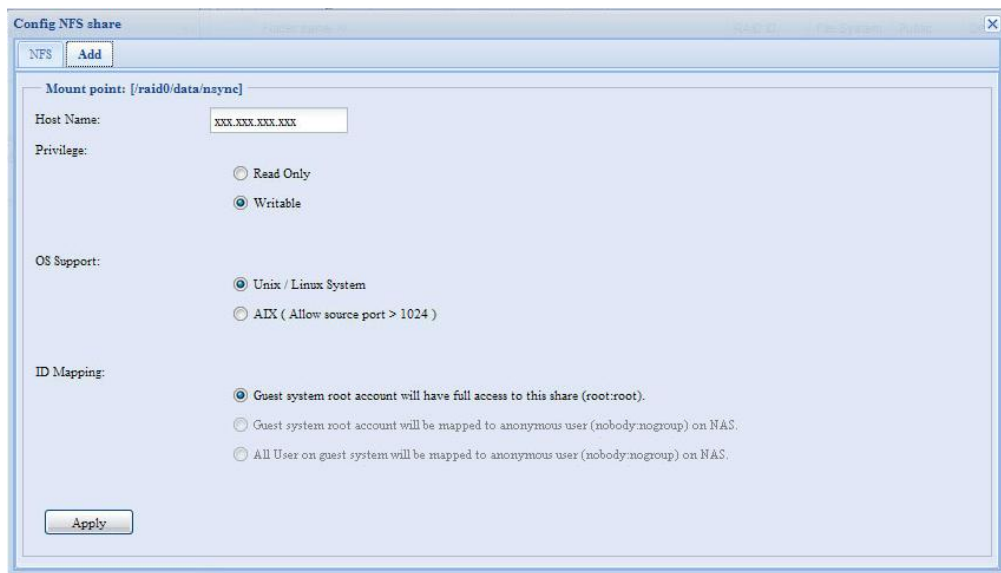 Config NFS share
NFS Add
Mount point: [/raid0/data/nsync]
Host Name: xxx.xxx.xxx.xxx
Privilege:
Read Only
Writable
OS Support:
Unix / Linux System
AIX ( Allow source port > 1024 )
ID Mapping:
Guest system root account will have full access to this share (root:root).
Guest system root account will be mapped to anonymous user (nobody:nogroup) on NAS.
All User on guest system will be mapped to anonymous user (nobody:nogroup) on NAS.
Apply